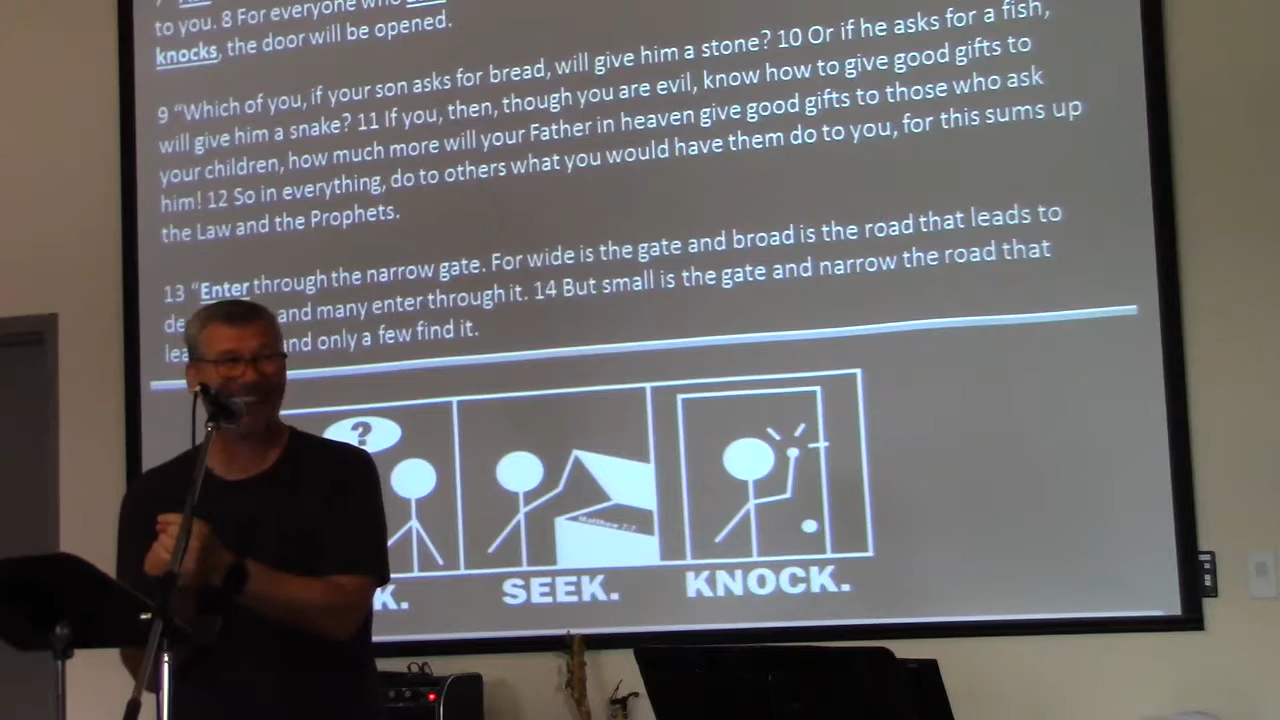 to you. 8 For everyone who
knocks, the door will be opened.
9 “Which of you, if your son asks for bread, will give him a stone? 10 Or if he asks for a fish,
will give him a snake? 11 If you, then, though you are evil, know how to give good gifts to
your children, how much more will your Father in heaven give good gifts to those who ask
him! 12 So in everything, do to others what you would have them do to you, for this sums up
the Law and the Prophets.
13 “Enter through the narrow gate. For wide is the gate and broad is the road that leads to
and many enter through it. 14 But small is the gate and narrow the road that
and only a few find it.
?
Matthew 7:7
K. SEEK. KNOCK.